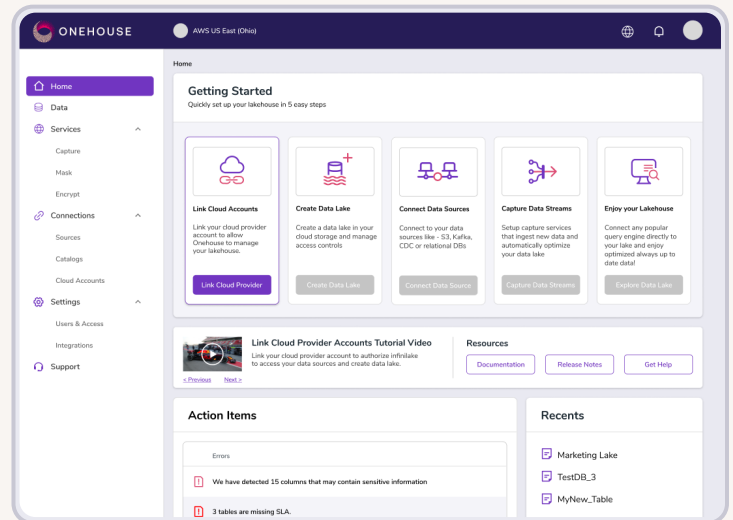 ONEHOUSE
AWS US East (Ohio)
Home
Data
Services
Capture
Mask
Encrypt
Connections
Sources
Catalogs
Cloud Accounts
Settings
Users & Access
Integrations
Support
Home
Getting Started
Quickly set up your lakehouse in 5 easy steps
Link Cloud Accounts
Link your cloud provider
account to allow
Onehouse to manage
your lakehouse.
Link Cloud Provider
Create Data Lake
Create a data lake in your
cloud storage and manage
access controls
Create Data Lake
Connect Data Sources
Connect to your data
sources like - S3, Kafka,
CDC or relational DBs
Connect Data Source
Capture Data Streams
Setup capture services
that ingest new data and
automatically optimize
your data lake
Capture Data Streams
Enjoy your Lakehouse
Connect any popular
query engine directly to
your lake and enjoy
optimized always up to
date data!
Explore Data Lake
Link Cloud Provider Accounts Tutorial Video
Link your cloud provider account to authorize infinilake
to access your data sources and create data lake.
< Previous
Next >
Resources
Documentation
Release Notes
Get Help
Action Items
Errors
We have detected 15 columns that may contain sensitive information
3 tables are missing SLA.
Recents
Marketing Lake
TestDB_3
MyNew_Table